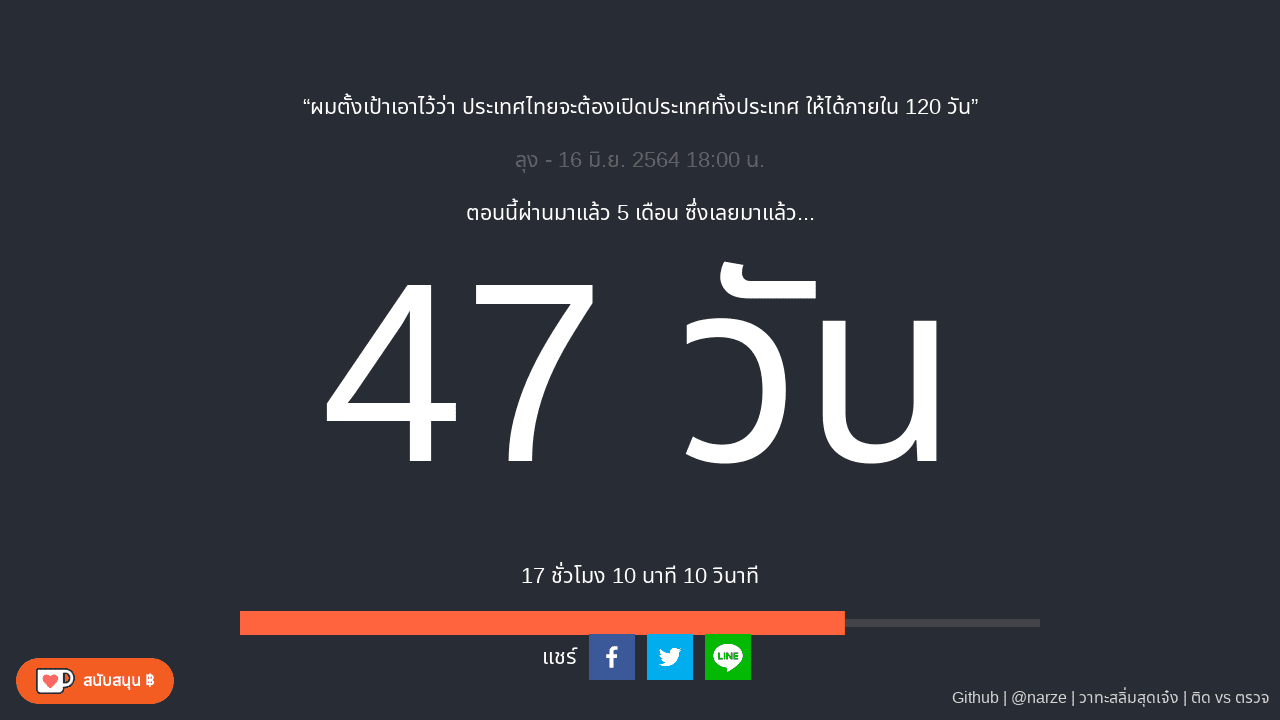 “ผมตั้งเป้าเอาไว้ว่า ประเทศไทยจะต้องเปิดประเทศทั้งประเทศ ให้ได้ภายใน 120 วัน”
ลุง - 16 มิ.ย. 2564 18:00 น.
ตอนนี้ผ่านมาแล้ว 5 เดือน ซึ่งเลยมาแล้ว...
47 วัน
17 ชั่วโมง 10 นาที 10 วินาที
แชร์
LINE
สนับสนุน ฿
Github | @narze | วาทะสลิ่มสุดเจ๋ง | ติด vs ตรวจ